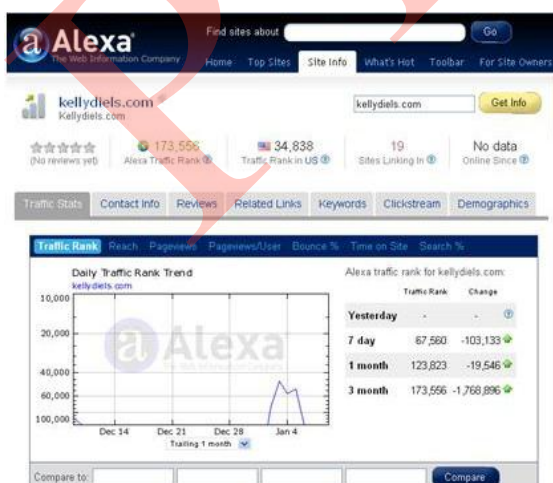 Find sites about
Go
a Alexa
The Web Information Company
Home Top Sites Site Info What's Hot Toolbar For Site Owners
kellydiels.com
Kellydiels.com
kellydiels.com
Get Info
(No reviews yet)
173,556
Alexa Traffic Rank
34,838
Traffic Rank in US
19
Sites Linking In
No data
Online Since
Traffic Stats Contact Info Reviews Related Links Keywords Clickstream Demographics
Traffic Rank Reach Pageviews Pageviews/User Bounce % Time on Site Search %
Daily Traffic Rank Trend
kellydiels.com
10,000
20,000
40,000
60,000
100,000
a Alexa
The Web Information Company
Dec 14 Dec 21 Dec 28 Jan 4
Trailing 1 month
Alexa traffic rank for kellydiels.com:
Traffic Rank Change
Yesterday - - ?
7 day 67,560 -103,133
1 month 123,823 -19,546
3 month 173,556 -1,768,896
Compare to:
Compare